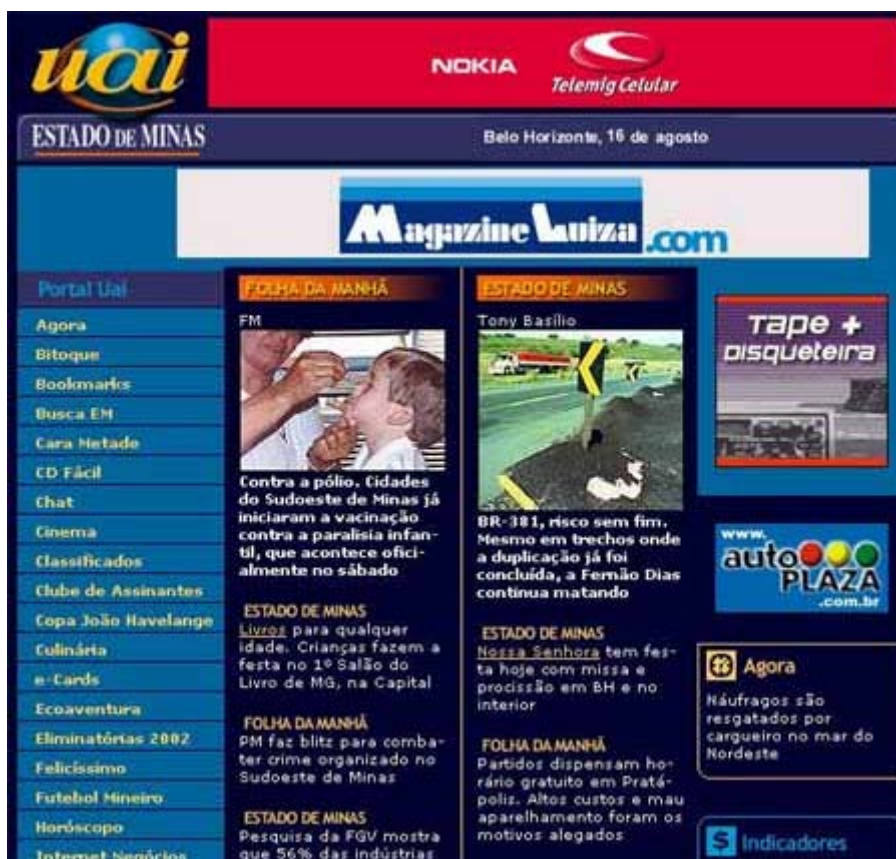 uai
NOKIA
Telemig Celular
ESTADO DE MINAS
Belo Horizonte, 16 de agosto
Magazine Luiza .com
Portal Uai
Agora
Bitoque
Bookmarks
Busca EM
Cara Metade
CD Fácil
Chat
Cinema
Classificados
Clube de Assinantes
Copa João Havelange
Culinária
e-Cards
Ecoaventura
Eliminatórias 2002
Felicíssimo
Futebol Mineiro
Horóscopo
Internet Negócios
FOLHA DA MANHÃ
FM
Contra a pólio. Cidades
do Sudoeste de Minas já
iniciaram a vacinação
contra a paralisia infan-
til, que acontece ofici-
almente no sábado
ESTADO DE MINAS
Livros para qualquer
idade. Crianças fazem a
festa no 1º Salão do
Livro de MG, na Capital
FOLHA DA MANHÃ
PM faz blitz para comba-
ter crime organizado no
Sudoeste de Minas
ESTADO DE MINAS
Pesquisa da FGV mostra
que 56% das indústrias
ESTADO DE MINAS
Tony Basílio
BR-381, risco sem fim.
Mesmo em trechos onde
a duplicação já foi
concluída, a Fernão Dias
continua matando
ESTADO DE MINAS
Nossa Senhora tem fes-
ta hoje com missa e
procissão em BH e no
interior
FOLHA DA MANHÃ
Partidos dispensam ho-
rário gratuito em Pratá-
polis. Altos custos e mau
aparelhamento foram os
motivos alegados
TAPE +
DISQUETEIRA
www.
auto
PLAZA
.com.br
Agora
Náufragos são
resgatados por
cargueiro no mar do
Nordeste
$ Indicadores